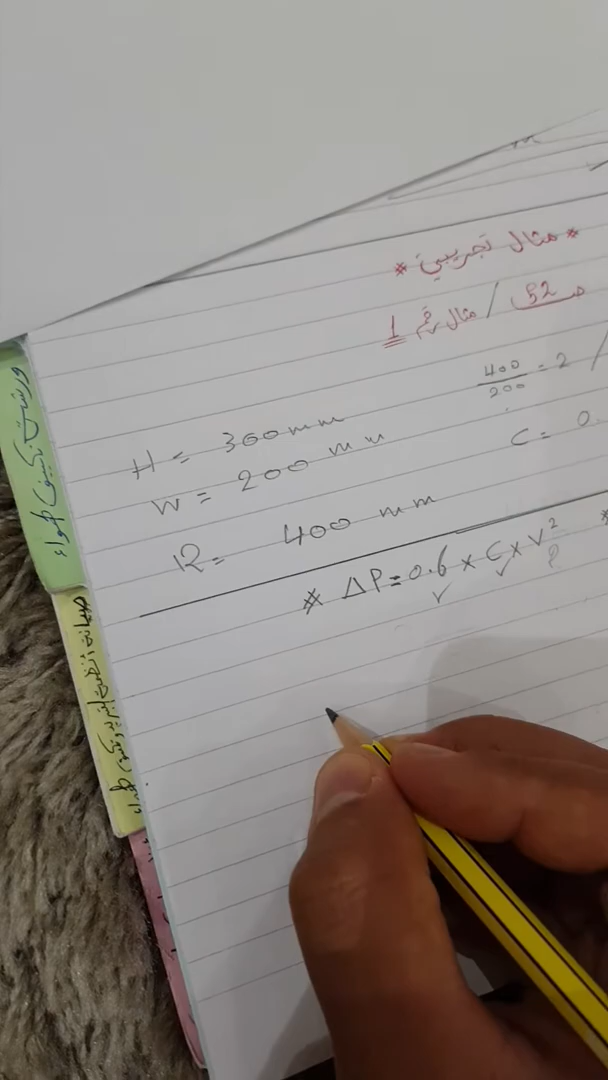 * مثال تجريبي *
ص 52 / مثال رقم 1
400/200 = 2 /
H = 300 mm
W = 200 mm
C = 0.
R = 400 mm
* ΔP = 0.6 × C × V² *
✓ ✓ ?
ورشة تكييف الهواء